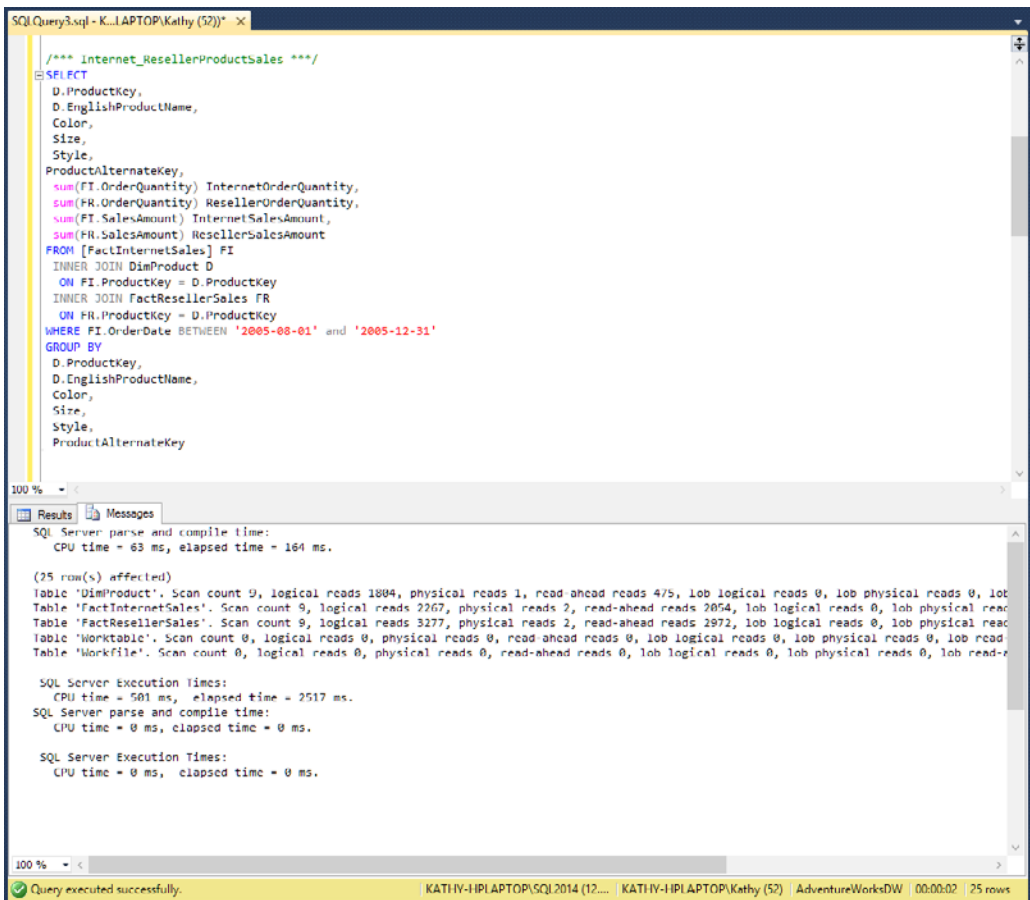 SQLQuery3.sql - K...LAPTOP\Kathy (52))* ×
/*** Internet_ResellerProductSales ***/
SELECT
D.ProductKey,
D.EnglishProductName,
Color,
Size,
Style,
ProductAlternateKey,
sum(FI.OrderQuantity) InternetOrderQuantity,
sum(FR.OrderQuantity) ResellerOrderQuantity,
sum(FI.SalesAmount) InternetSalesAmount,
sum(FR.SalesAmount) ResellerSalesAmount
FROM [FactInternetSales] FI
INNER JOIN DimProduct D
ON FI.ProductKey = D.ProductKey
INNER JOIN FactResellerSales FR
ON FR.ProductKey = D.ProductKey
WHERE FI.OrderDate BETWEEN '2005-08-01' and '2005-12-31'
GROUP BY
D.ProductKey,
D.EnglishProductName,
Color,
Size,
Style,
ProductAlternateKey
100 %
Results Messages
SQL Server parse and compile time:
CPU time = 63 ms, elapsed time = 164 ms.
(25 row(s) affected)
Table 'DimProduct'. Scan count 9, logical reads 1804, physical reads 1, read-ahead reads 475, lob logical reads 0, lob physical reads 0, lob
Table 'FactInternetSales'. Scan count 9, logical reads 2267, physical reads 2, read-ahead reads 2054, lob logical reads 0, lob physical read
Table 'FactResellerSales'. Scan count 9, logical reads 3277, physical reads 2, read-ahead reads 2972, lob logical reads 0, lob physical read
Table 'Worktable'. Scan count 0, logical reads 0, physical reads 0, read-ahead reads 0, lob logical reads 0, lob physical reads 0, lob read-
Table 'Workfile'. Scan count 0, logical reads 0, physical reads 0, read-ahead reads 0, lob logical reads 0, lob physical reads 0, lob read-a
SQL Server Execution Times:
CPU time = 501 ms, elapsed time = 2517 ms.
SQL Server parse and compile time:
CPU time = 0 ms, elapsed time = 0 ms.
SQL Server Execution Times:
CPU time = 0 ms, elapsed time = 0 ms.
100 %
Query executed successfully. KATHY-HPLAPTOP\SQL2014 (12.... KATHY-HPLAPTOP\Kathy (52) AdventureWorksDW 00:00:02 25 rows